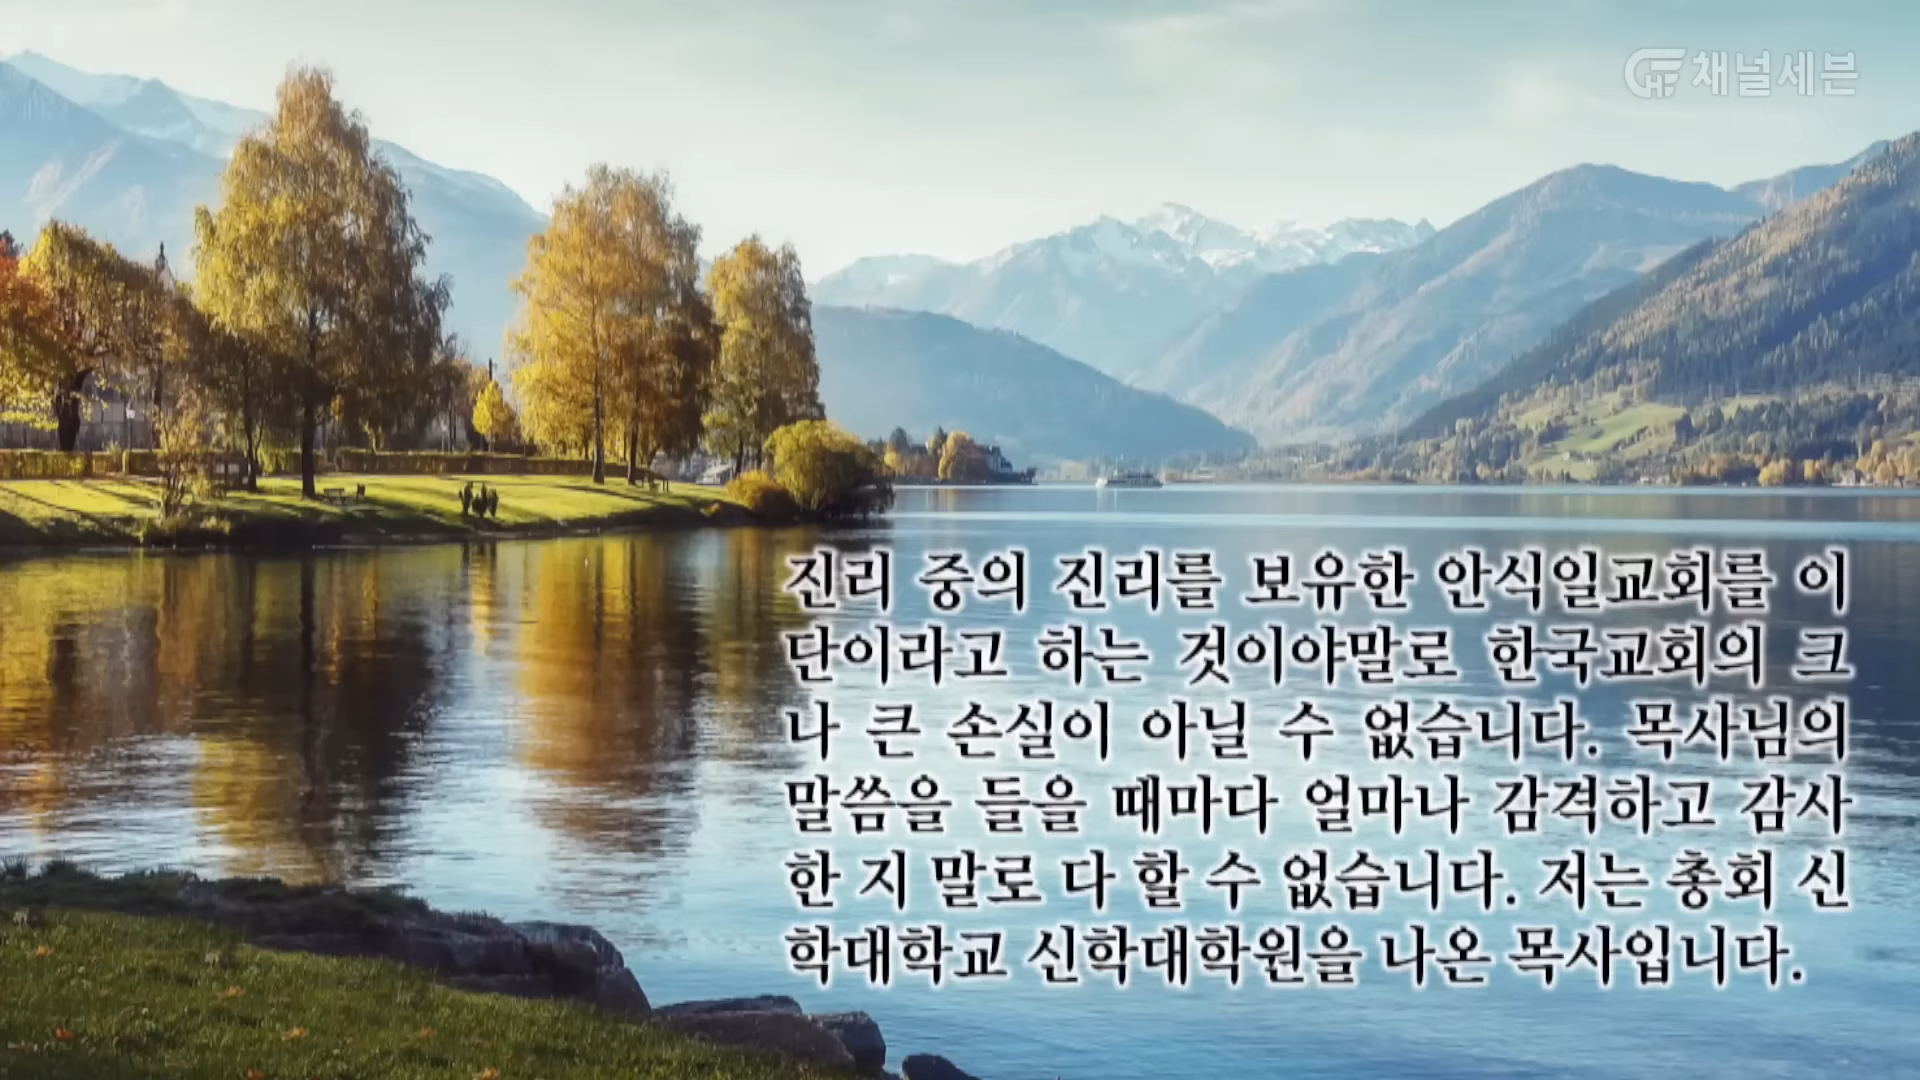 채널세븐
진리 중의 진리를 보유한 안식일교회를 이
단이라고 하는 것이야말로 한국교회의 크
나 큰 손실이 아닐 수 없습니다. 목사님의
말씀을 들을 때마다 얼마나 감격하고 감사
한 지 말로 다 할 수 없습니다. 저는 총회 신
학대학교 신학대학원을 나온 목사입니다.